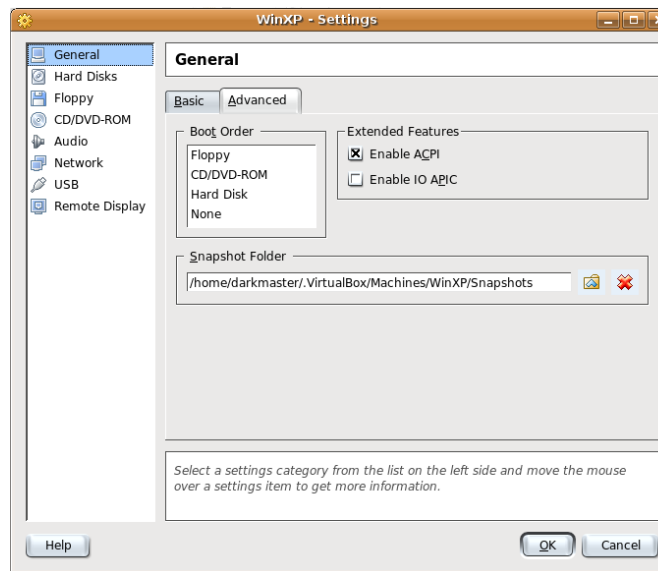 WinXP - Settings
General
Hard Disks
Floppy
CD/DVD-ROM
Audio
Network
USB
Remote Display
General
Basic
Advanced
Boot Order
Floppy
CD/DVD-ROM
Hard Disk
None
Extended Features
Enable ACPI
Enable IO APIC
Snapshot Folder
/home/darkmaster/.VirtualBox/Machines/WinXP/Snapshots
Select a settings category from the list on the left side and move the mouse
over a settings item to get more information.
Help
OK
Cancel